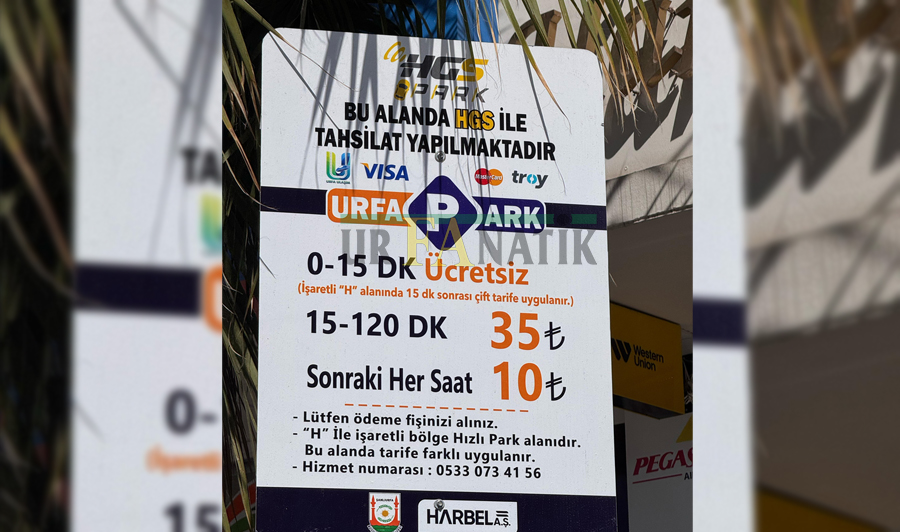 HGS
PARK
BU ALANDA HGS İLE
TAHSİLAT YAPILMAKTADIR
VISA MasterCard troy
URFA P ARK
URFANATİK
0-15 DK Ücretsiz
(İşaretli "H" alanında 15 dk sonrası çift tarife uygulanır.)
15-120 DK 35₺
Sonraki Her Saat 10₺
- Lütfen ödeme fişinizi alınız.
- "H" İle işaretli bölge Hızlı Park alanıdır.
Bu alanda tarife farklı uygulanır.
- Hizmet numarası : 0533 073 41 56
HARBEL A.Ş.
Western
Union
PEGAS